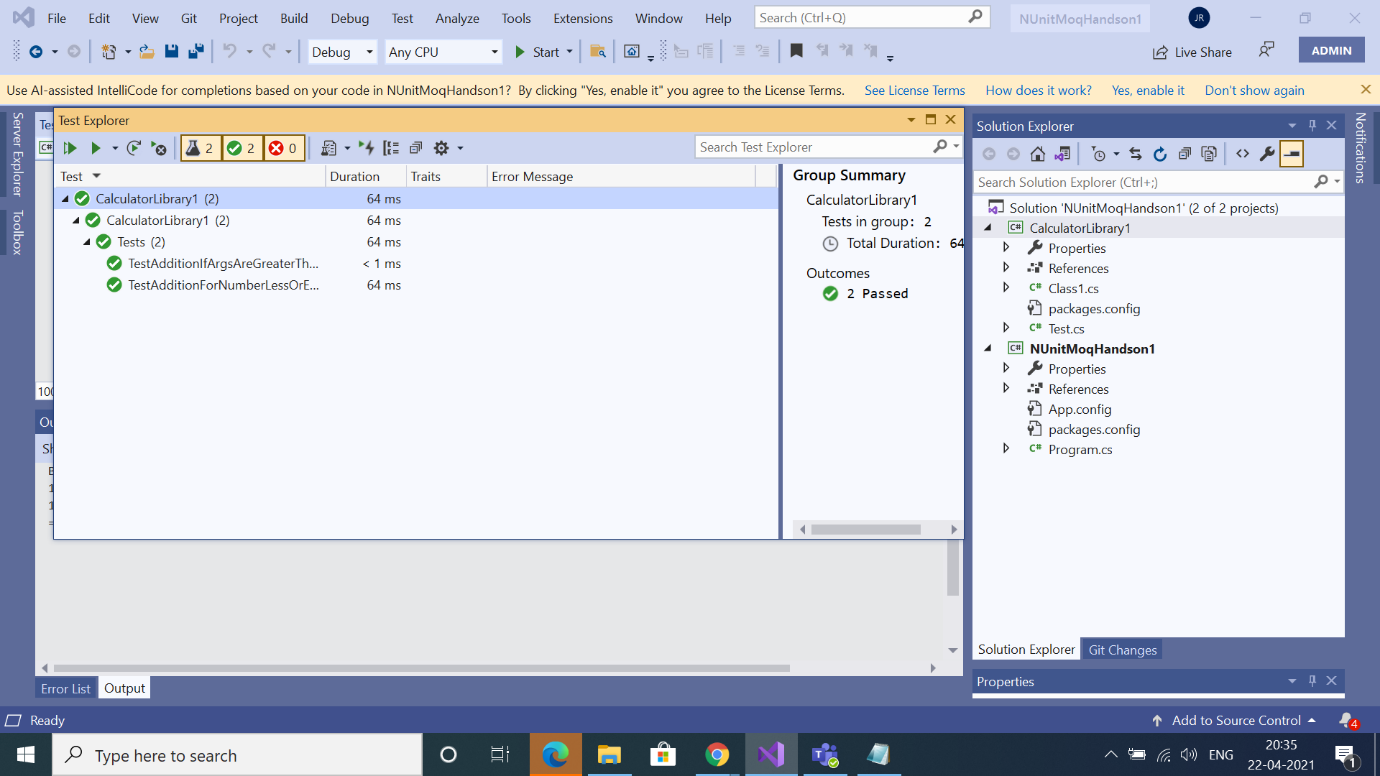 File Edit View Git Project Build Debug Test Analyze Tools Extensions Window Help Search (Ctrl+Q) NUnitMoqHandson1 JR
Debug Any CPU Start Live Share ADMIN
Use AI-assisted IntelliCode for completions based on your code in NUnitMoqHandson1? By clicking "Yes, enable it" you agree to the License Terms. See License Terms How does it work? Yes, enable it Don't show again
Server Explorer
Toolbox
Test Explorer
2 2 0 Search Test Explorer
Test Duration Traits Error Message
CalculatorLibrary1 (2) 64 ms
CalculatorLibrary1 (2) 64 ms
Tests (2) 64 ms
TestAdditionIfArgsAreGreaterTh... < 1 ms
TestAdditionForNumberLessOrE... 64 ms
Group Summary
CalculatorLibrary1
Tests in group: 2
Total Duration: 64
Outcomes
2 Passed
Solution Explorer
Search Solution Explorer (Ctrl+;)
Solution 'NUnitMoqHandson1' (2 of 2 projects)
C# CalculatorLibrary1
Properties
References
C# Class1.cs
packages.config
C# Test.cs
C# NUnitMoqHandson1
Properties
References
App.config
packages.config
C# Program.cs
Solution Explorer Git Changes
Properties
Notifications
Error List Output
Ready Add to Source Control 4
Type here to search ENG 20:35
22-04-2021 1